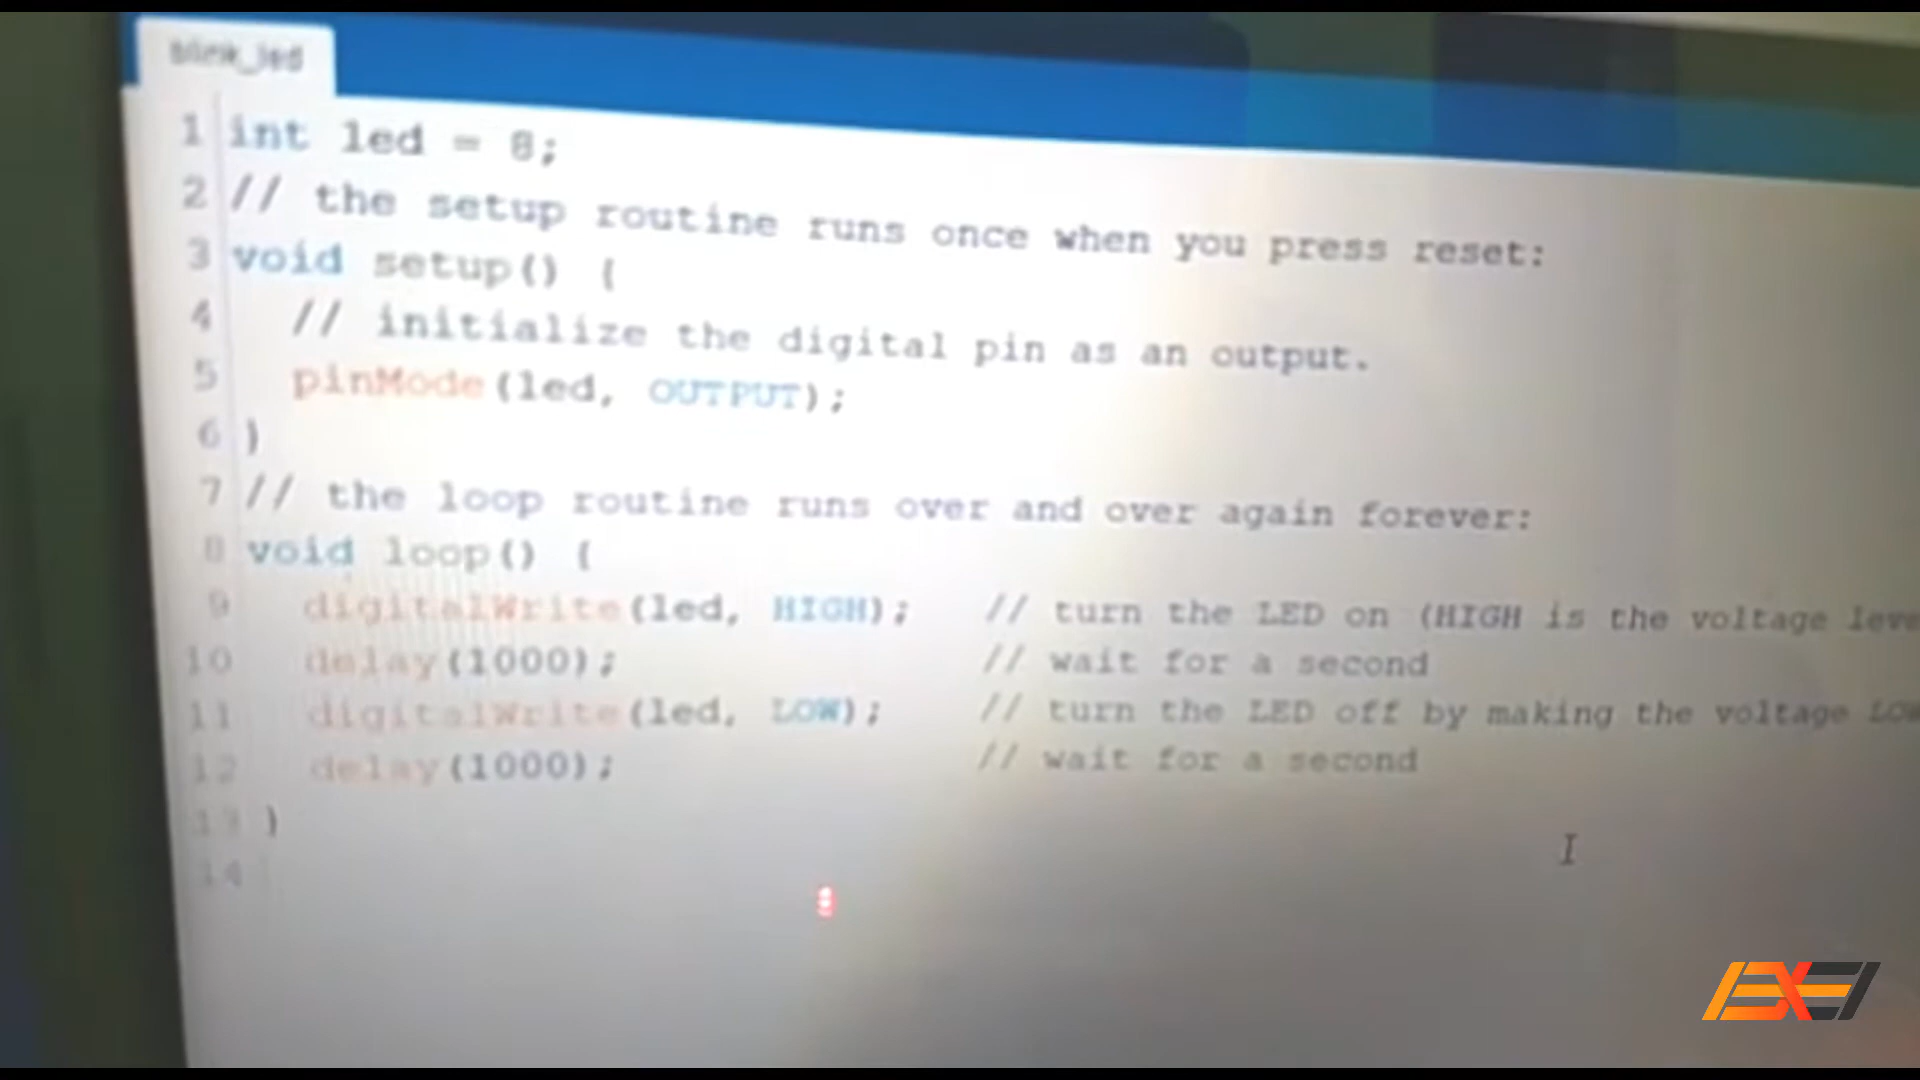 blink_led
1 int led = 8;
2 // the setup routine runs once when you press reset:
3 void setup() {
4 // initialize the digital pin as an output.
5 pinMode(led, OUTPUT);
6 }
7 // the loop routine runs over and over again forever:
8 void loop() {
9 digitalWrite(led, HIGH); // turn the LED on (HIGH is the voltage leve
10 delay(1000); // wait for a second
11 digitalWrite(led, LOW); // turn the LED off by making the voltage LOW
12 delay(1000); // wait for a second
13 }
14